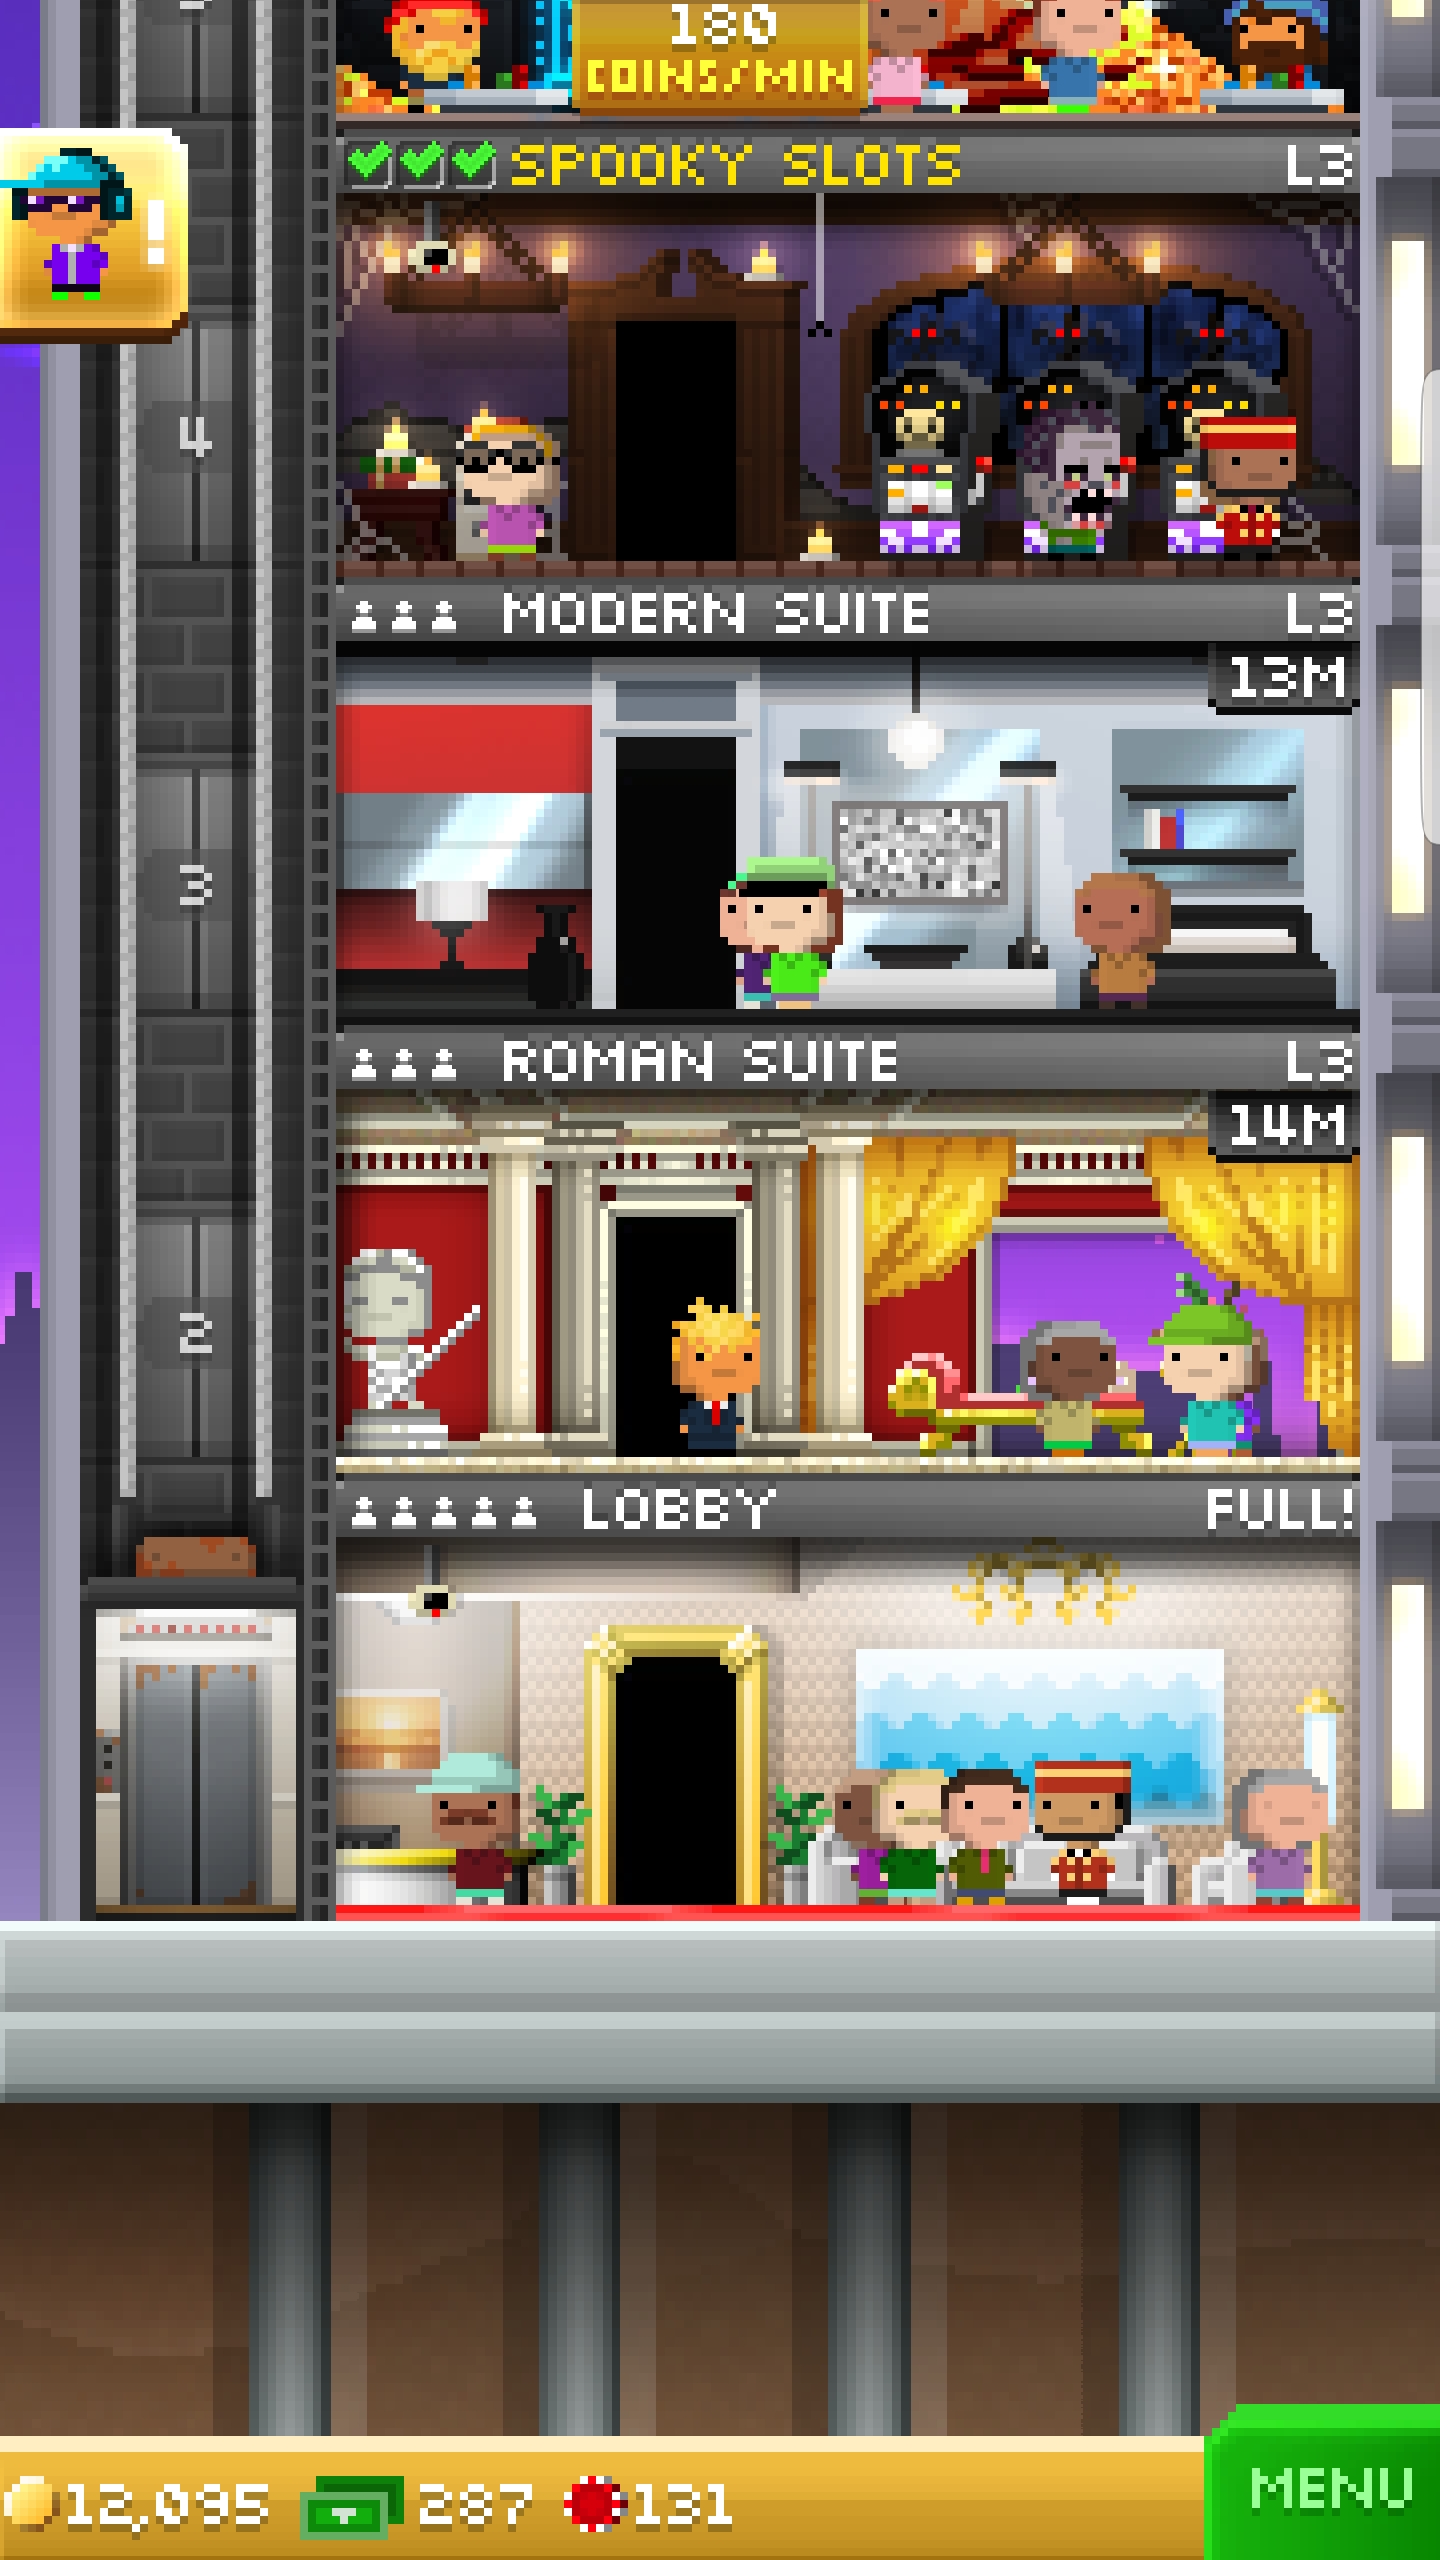 180
COINS/MIN
SPOOKY SLOTS L3
!
4
MODERN SUITE L3
13M
3
ROMAN SUITE L3
14M
2
LOBBY FULL!
12,095 287 131
MENU